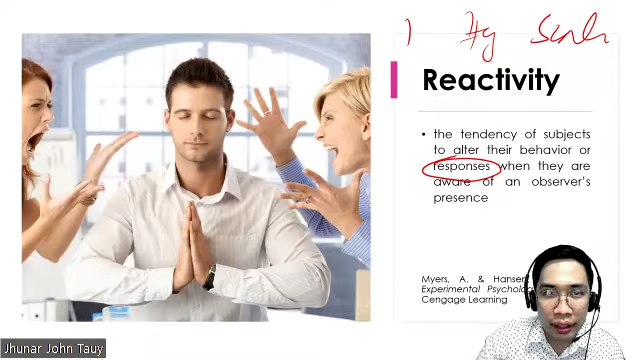 Reactivity
• the tendency of subjects
to alter their behavior or
responses when they are
aware of an observer's
presence
Myers, A. & Hansen,
Experimental Psycholo
Cengage Learning
Jhunar John Tauy